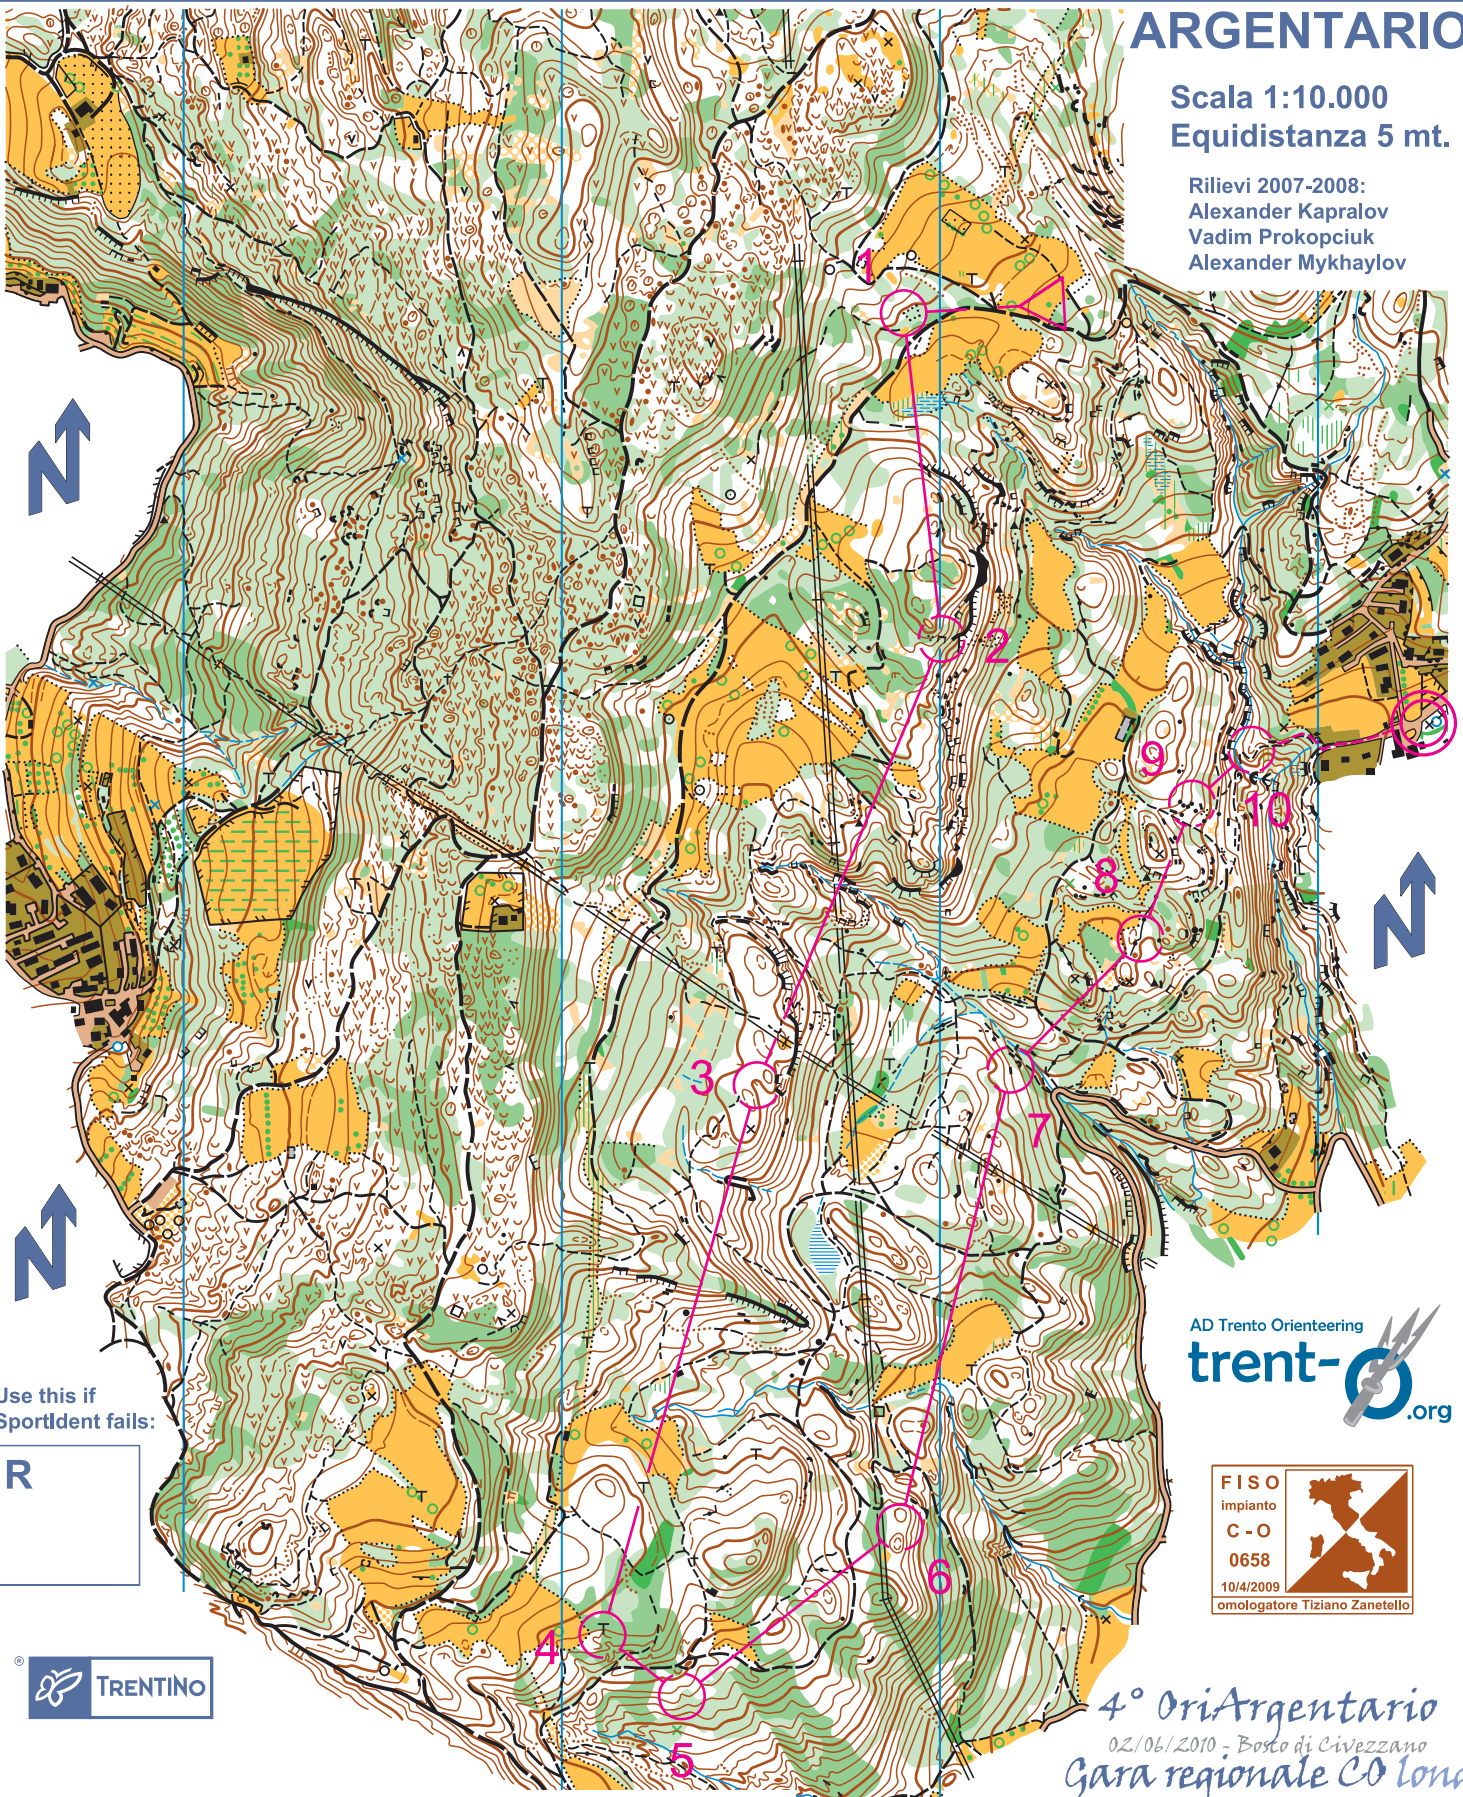 ARGENTARIO
Scala 1:10.000
Equidistanza 5 mt.
Rilievi 2007-2008:
Alexander Kapralov
Vadim Prokopciuk
Alexander Mykhaylov
1
2
9
10
8
3
7
N
N
N
AD Trento Orienteering
trent-O
.org
Use this if
SportIdent fails:
R
6
4
5
FISO
impianto
C - O
0658
10/4/2009
omologatore Tiziano Zanetello
® TRENTINO
4° OriArgentario
02/06/2010 - Bosco di Civezzano
Gara regionale CO long